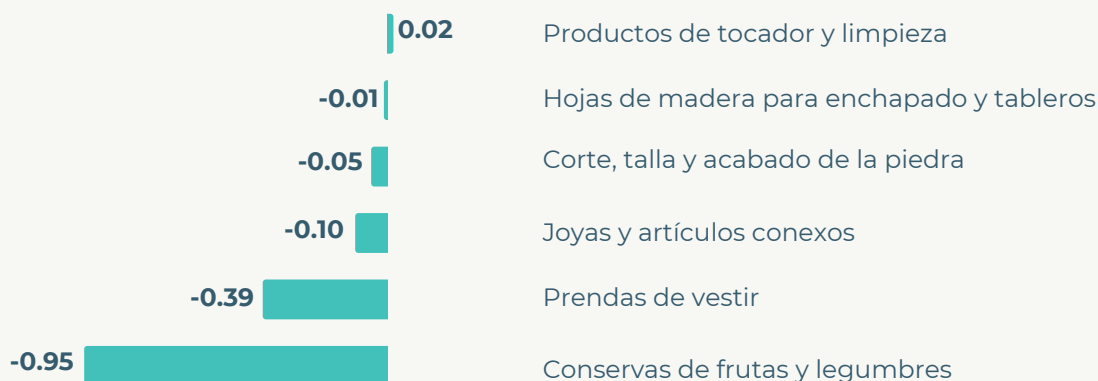 0.02 Productos de tocador y limpieza
-0.01 Hojas de madera para enchapado y tableros
-0.05 Corte, talla y acabado de la piedra
-0.10 Joyas y artículos conexos
-0.39 Prendas de vestir
-0.95 Conservas de frutas y legumbres